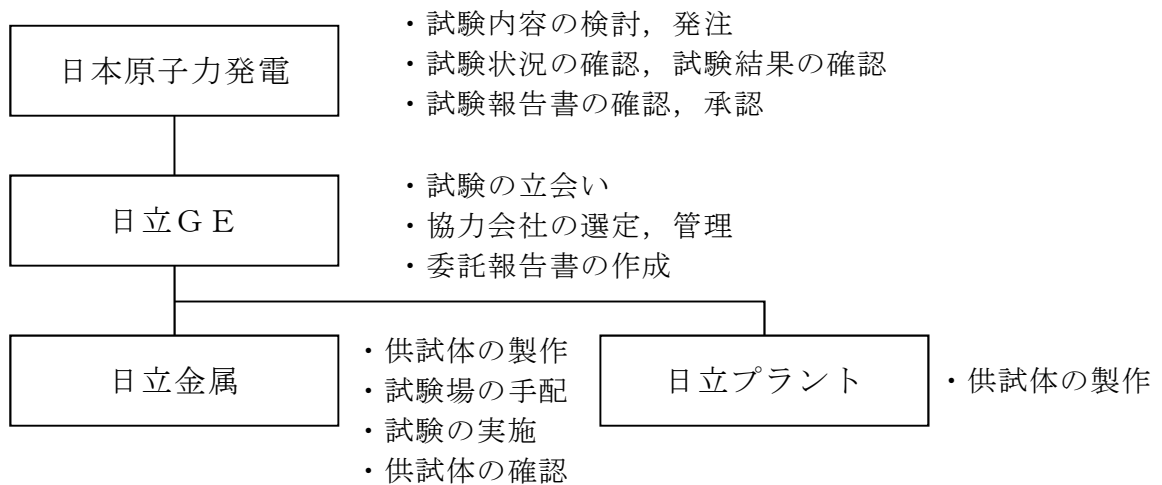 日本原子力発電
・試験内容の検討，発注
・試験状況の確認，試験結果の確認
・試験報告書の確認，承認
日立ＧＥ
・試験の立会い
・協力会社の選定，管理
・委託報告書の作成
日立金属
・供試体の製作
・試験場の手配
・試験の実施
・供試体の確認
日立プラント
・供試体の製作